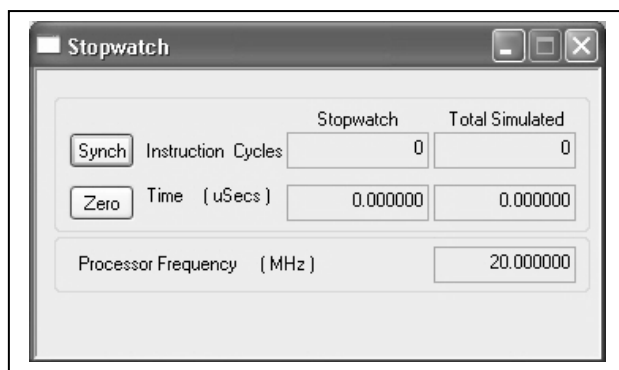 Stopwatch
Stopwatch Total Simulated
Synch Instruction Cycles 0 0
Zero Time (uSecs) 0.000000 0.000000
Processor Frequency (MHz) 20.000000